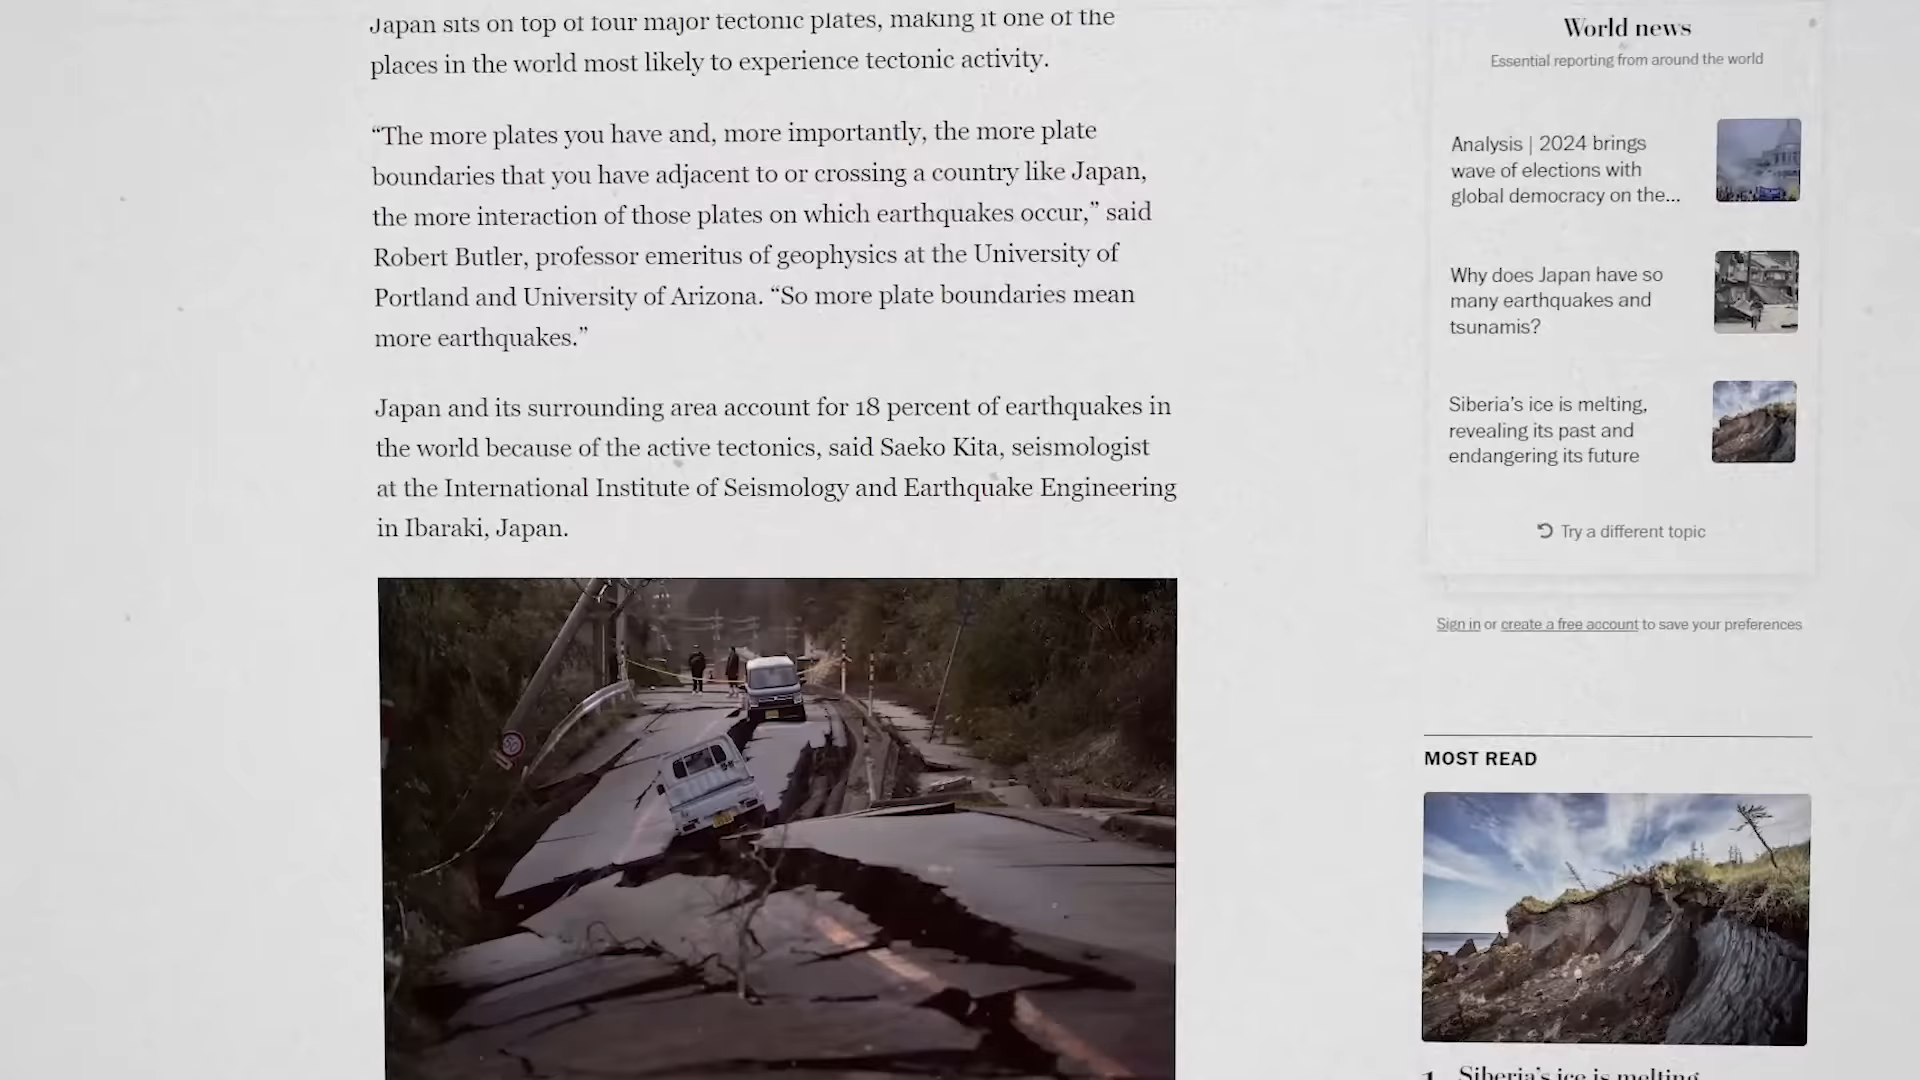 Japan sits on top of four major tectonic plates, making it one of the
places in the world most likely to experience tectonic activity.
“The more plates you have and, more importantly, the more plate
boundaries that you have adjacent to or crossing a country like Japan,
the more interaction of those plates on which earthquakes occur,” said
Robert Butler, professor emeritus of geophysics at the University of
Portland and University of Arizona. “So more plate boundaries mean
more earthquakes.”
Japan and its surrounding area account for 18 percent of earthquakes in
the world because of the active tectonics, said Saeko Kita, seismologist
at the International Institute of Seismology and Earthquake Engineering
in Ibaraki, Japan.
World news
Essential reporting from around the world
Analysis | 2024 brings
wave of elections with
global democracy on the...
Why does Japan have so
many earthquakes and
tsunamis?
Siberia’s ice is melting,
revealing its past and
endangering its future
Try a different topic
Sign in or create a free account to save your preferences
MOST READ
1 Siberia’s ice is melting,